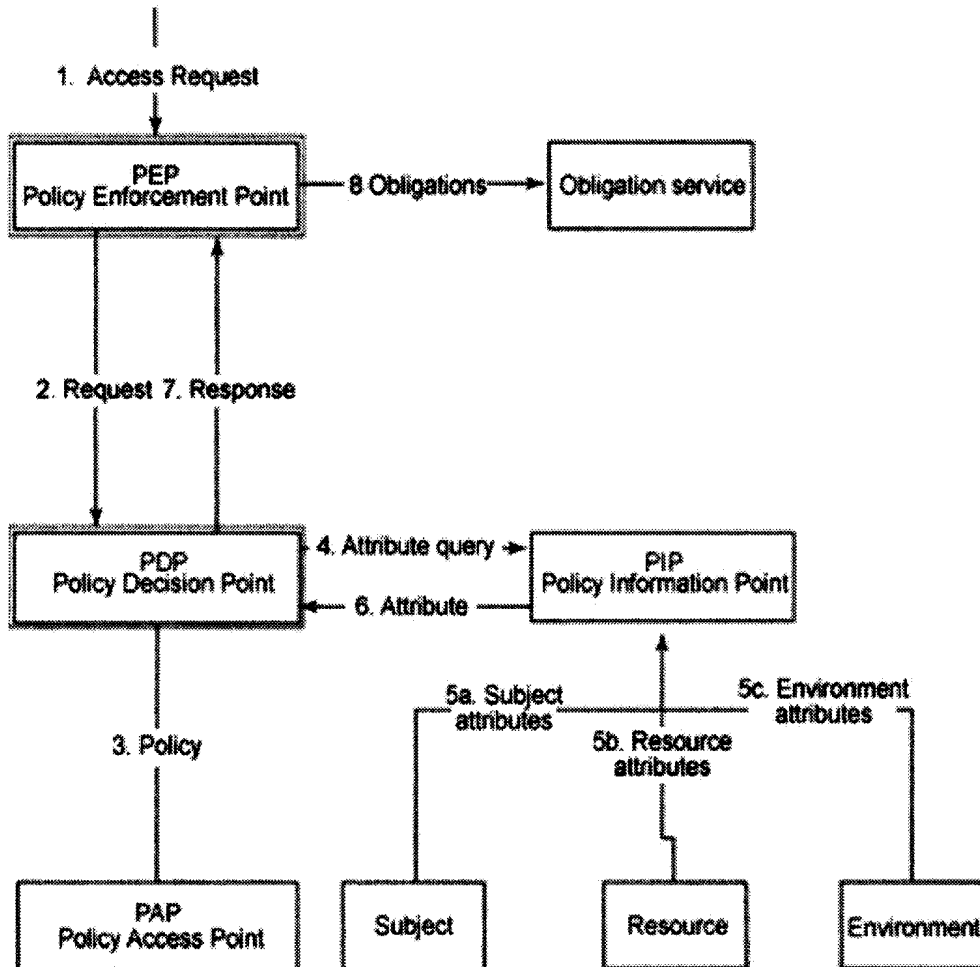 1. Access Request
PEP
Policy Enforcement Point
8 Obligations
Obligation service
2. Request
7. Response
PDP
Policy Decision Point
4. Attribute query
PIP
Policy Information Point
6. Attribute
5a. Subject
attributes
5c. Environment
attributes
5b. Resource
attributes
3. Policy
PAP
Policy Access Point
Subject
Resource
Environment